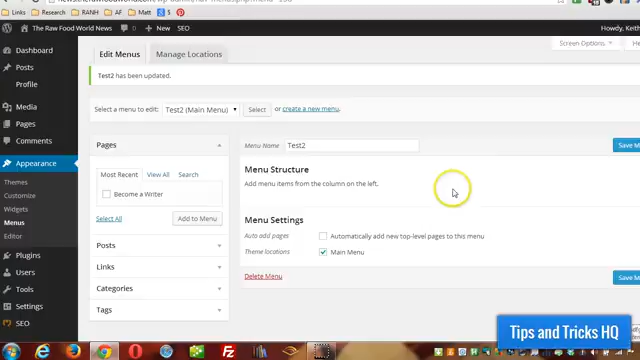 Research
RANH
AF
Matt
Pinterest
The Raw Food World News
0
New
SEO
Howdy, Keith
Dashboard
Posts
Profile
Media
Pages
Comments
Appearance
Themes
Customize
Widgets
Menus
Editor
Plugins
Users
Tools
Settings
SEO
Screen Options
He
Edit Menus
Manage Locations
Test2 has been updated.
Select a menu to edit: Test2 (Main Menu) Select or create a new menu.
Pages
Most Recent View All Search
Become a Writer
Select All Add to Menu
Posts
Links
Categories
Tags
Menu Name Test2
Save M
Menu Structure
Add menu items from the column on the left.
Menu Settings
Auto add pages Automatically add new top-level pages to this menu
Theme locations Main Menu
Delete Menu
Save M
Tips and Tricks HQ